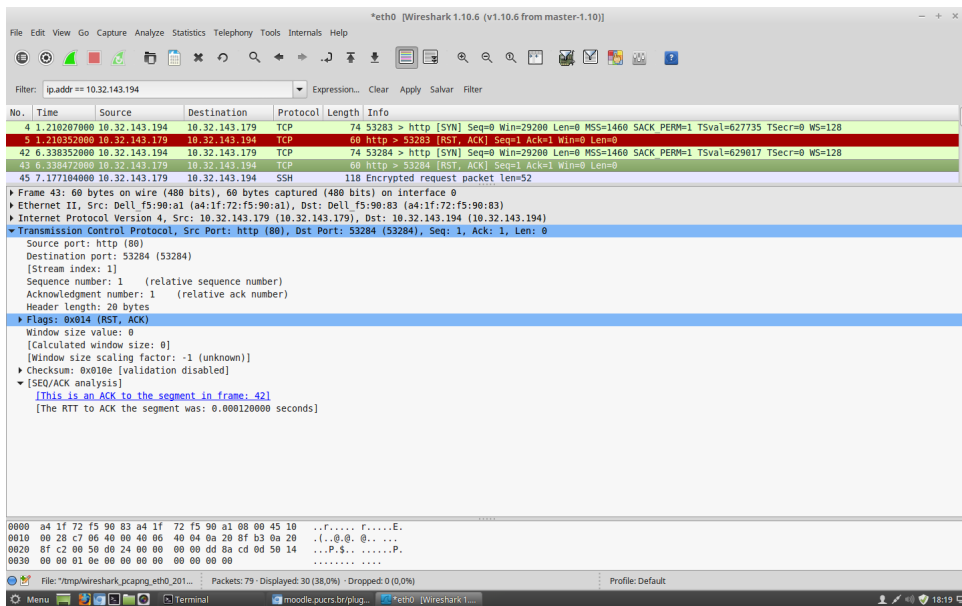 *eth0 [Wireshark 1.10.6 (v1.10.6 from master-1.10)]
File Edit View Go Capture Analyze Statistics Telephony Tools Internals Help
Filter: ip.addr == 10.32.143.194 Expression... Clear Apply Salvar Filter
No. Time Source Destination Protocol Length Info
4 1.210207000 10.32.143.194 10.32.143.179 TCP 74 53283 > http [SYN] Seq=0 Win=29200 Len=0 MSS=1460 SACK_PERM=1 TSval=627735 TSecr=0 WS=128
5 1.210352000 10.32.143.179 10.32.143.194 TCP 60 http > 53283 [RST, ACK] Seq=1 Ack=1 Win=0 Len=0
42 6.338352000 10.32.143.194 10.32.143.179 TCP 74 53284 > http [SYN] Seq=0 Win=29200 Len=0 MSS=1460 SACK_PERM=1 TSval=629017 TSecr=0 WS=128
43 6.338472000 10.32.143.179 10.32.143.194 TCP 60 http > 53284 [RST, ACK] Seq=1 Ack=1 Win=0 Len=0
45 7.177104000 10.32.143.194 10.32.143.179 SSH 118 Encrypted request packet len=52
Frame 43: 60 bytes on wire (480 bits), 60 bytes captured (480 bits) on interface 0
Ethernet II, Src: Dell_f5:90:a1 (a4:1f:72:f5:90:a1), Dst: Dell_f5:90:83 (a4:1f:72:f5:90:83)
Internet Protocol Version 4, Src: 10.32.143.179 (10.32.143.179), Dst: 10.32.143.194 (10.32.143.194)
Transmission Control Protocol, Src Port: http (80), Dst Port: 53284 (53284), Seq: 1, Ack: 1, Len: 0
Source port: http (80)
Destination port: 53284 (53284)
[Stream index: 1]
Sequence number: 1 (relative sequence number)
Acknowledgment number: 1 (relative ack number)
Header length: 20 bytes
Flags: 0x014 (RST, ACK)
Window size value: 0
[Calculated window size: 0]
[Window size scaling factor: -1 (unknown)]
Checksum: 0x010e [validation disabled]
[SEQ/ACK analysis]
[This is an ACK to the segment in frame: 42]
[The RTT to ACK the segment was: 0.000120000 seconds]
0000 a4 1f 72 f5 90 83 a4 1f 72 f5 90 a1 08 00 45 10 ..r..... r.....E.
0010 00 28 c7 06 40 00 40 06 40 04 0a 20 8f b3 0a 20 .(..@.@. @.. ...
0020 8f c2 00 50 d0 24 00 00 00 00 dd 8a cd 0d 50 14 ...P.$.. ......P.
0030 00 00 01 0e 00 00 00 00 00 00 00 00 ........ ....
File: "/tmp/wireshark_pcapng_eth0_201... Packets: 79 · Displayed: 30 (38,0%) · Dropped: 0 (0,0%) Profile: Default
Menu Terminal moodle.pucrs.br/plug... *eth0 [Wireshark 1.... 18:19